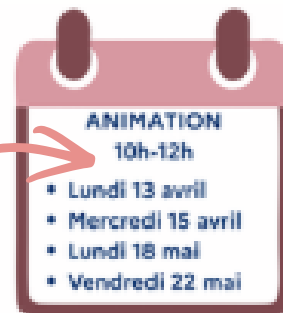 ANIMATION
10h-12h
• Lundi 13 avril
• Mercredi 15 avril
• Lundi 18 mai
• Vendredi 22 mai